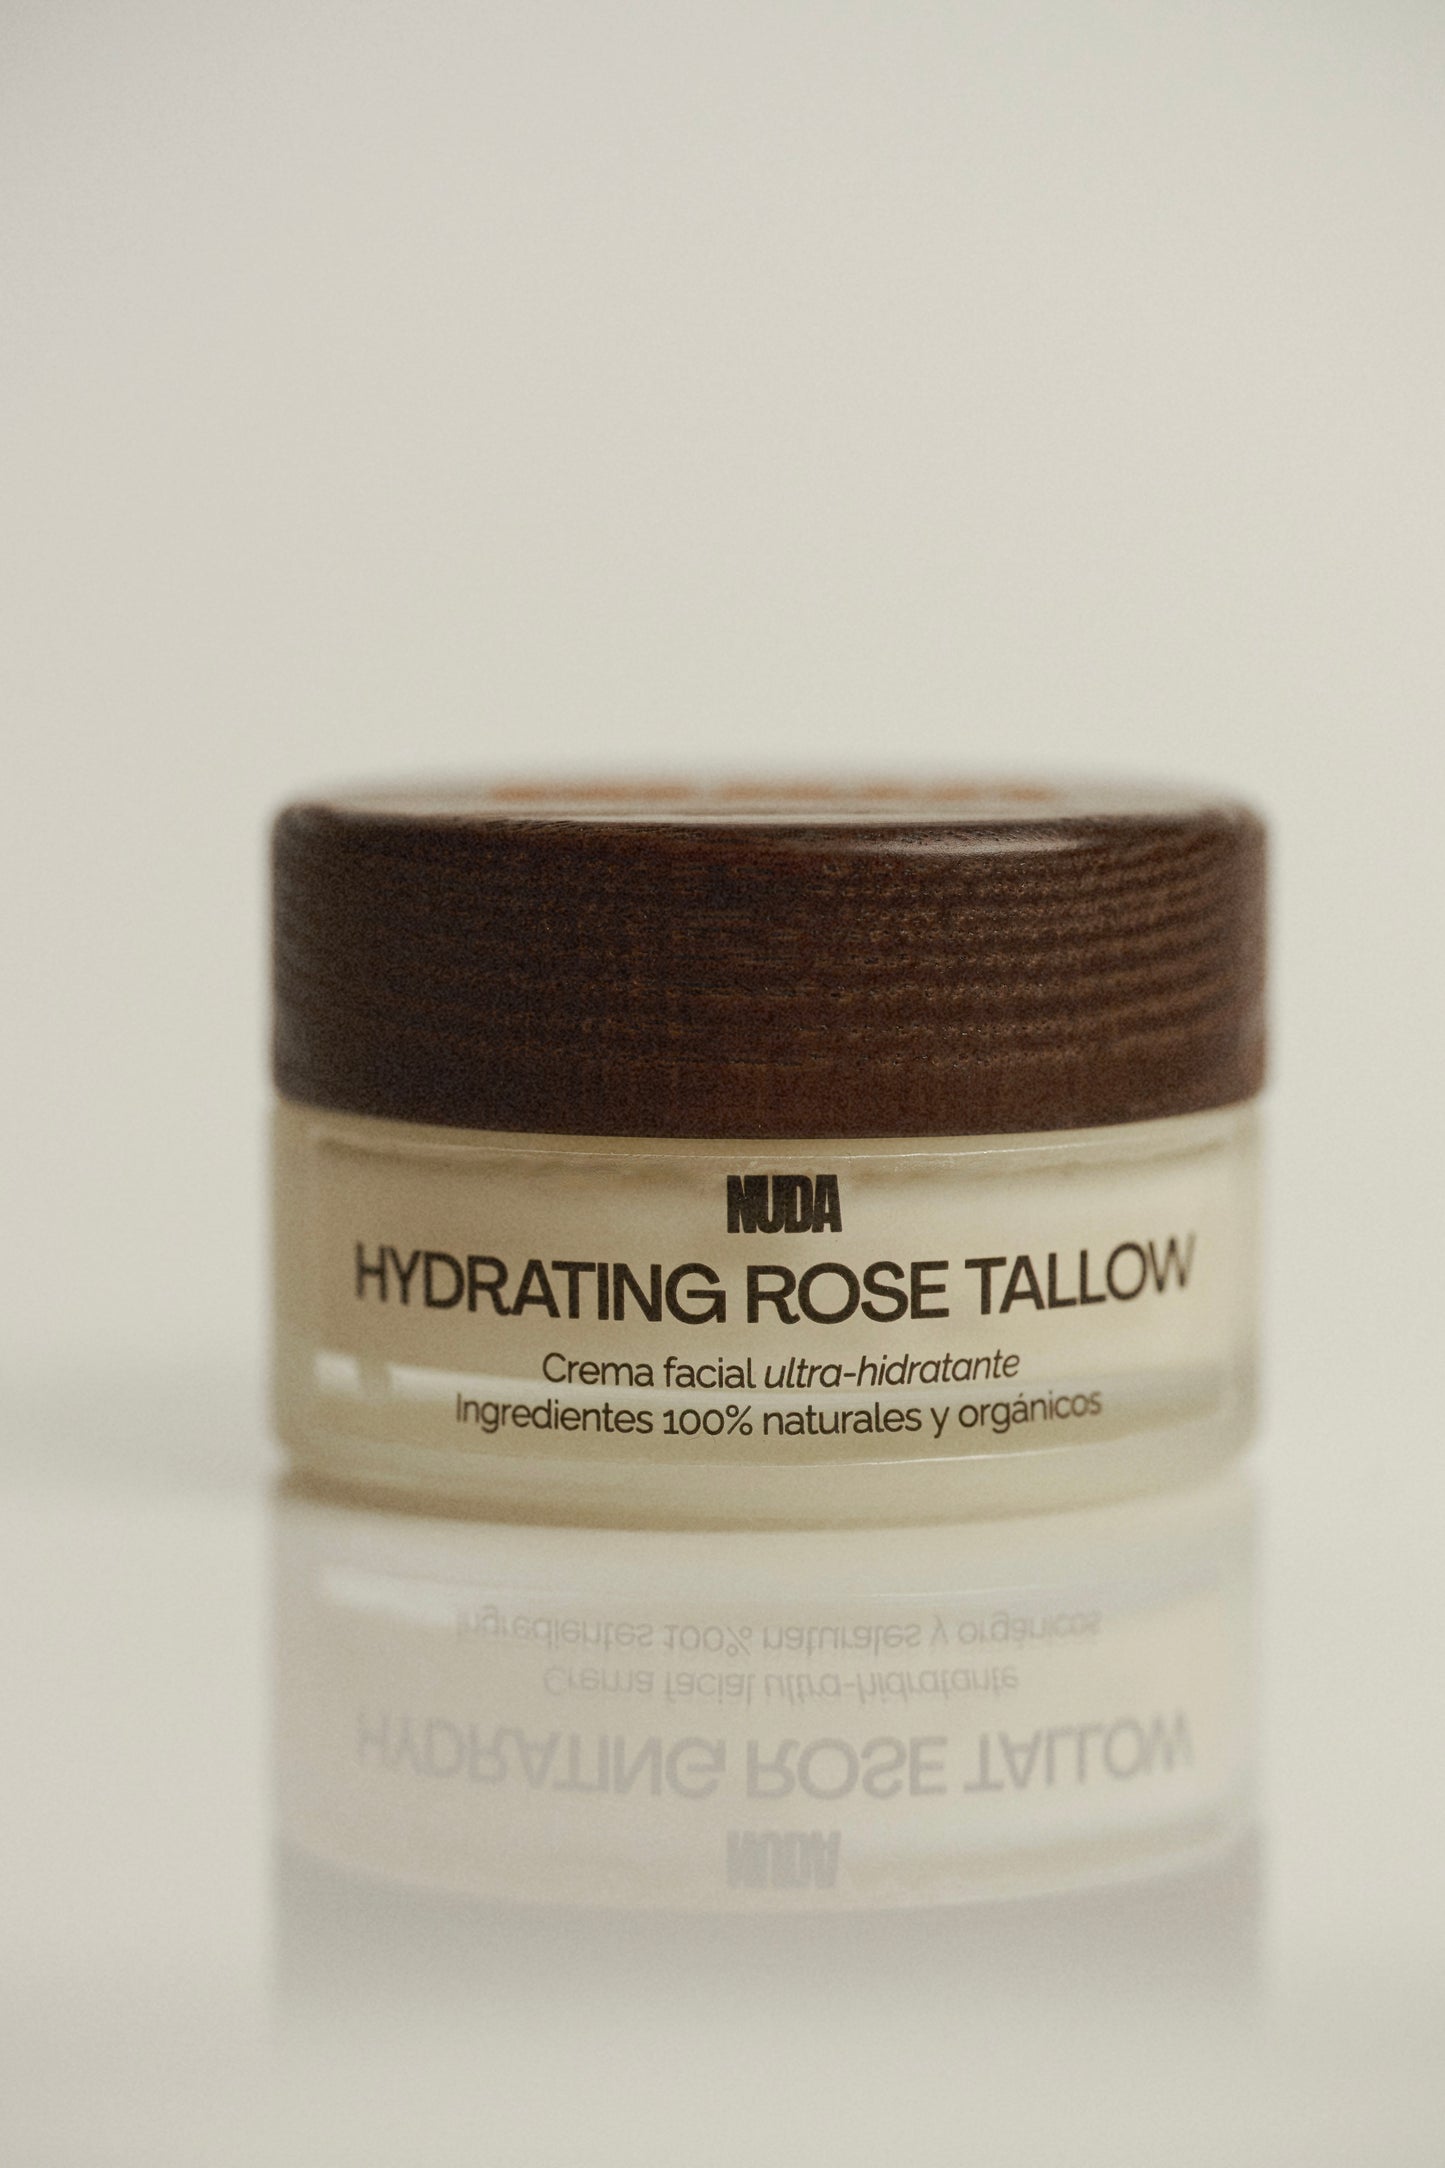 NUDA
HYDRATING ROSE TALLOW
Crema facial ultra-hidratante
Ingredientes 100% naturales y orgánicos